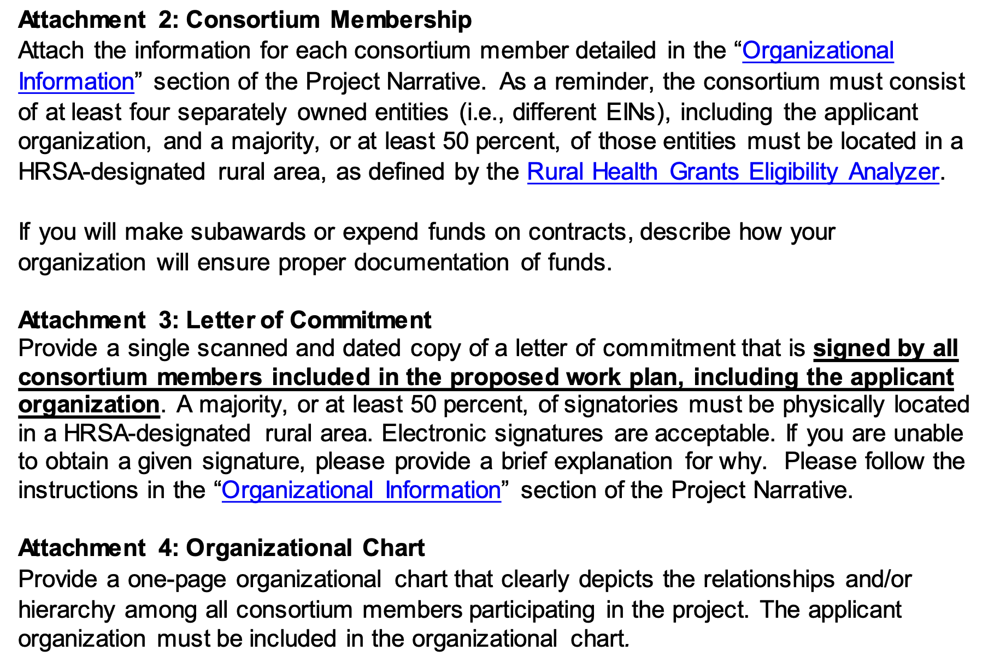 Attachment 2: Consortium Membership
Attach the information for each consortium member detailed in the “Organizational
Information” section of the Project Narrative. As a reminder, the consortium must consist
of at least four separately owned entities (i.e., different EINs), including the applicant
organization, and a majority, or at least 50 percent, of those entities must be located in a
HRSA-designated rural area, as defined by the Rural Health Grants Eligibility Analyzer.
If you will make subawards or expend funds on contracts, describe how your
organization will ensure proper documentation of funds.
Attachment 3: Letter of Commitment
Provide a single scanned and dated copy of a letter of commitment that is signed by all
consortium members included in the proposed work plan, including the applicant
organization. A majority, or at least 50 percent, of signatories must be physically located
in a HRSA-designated rural area. Electronic signatures are acceptable. If you are unable
to obtain a given signature, please provide a brief explanation for why. Please follow the
instructions in the “Organizational Information” section of the Project Narrative.
Attachment 4: Organizational Chart
Provide a one-page organizational chart that clearly depicts the relationships and/or
hierarchy among all consortium members participating in the project. The applicant
organization must be included in the organizational chart.